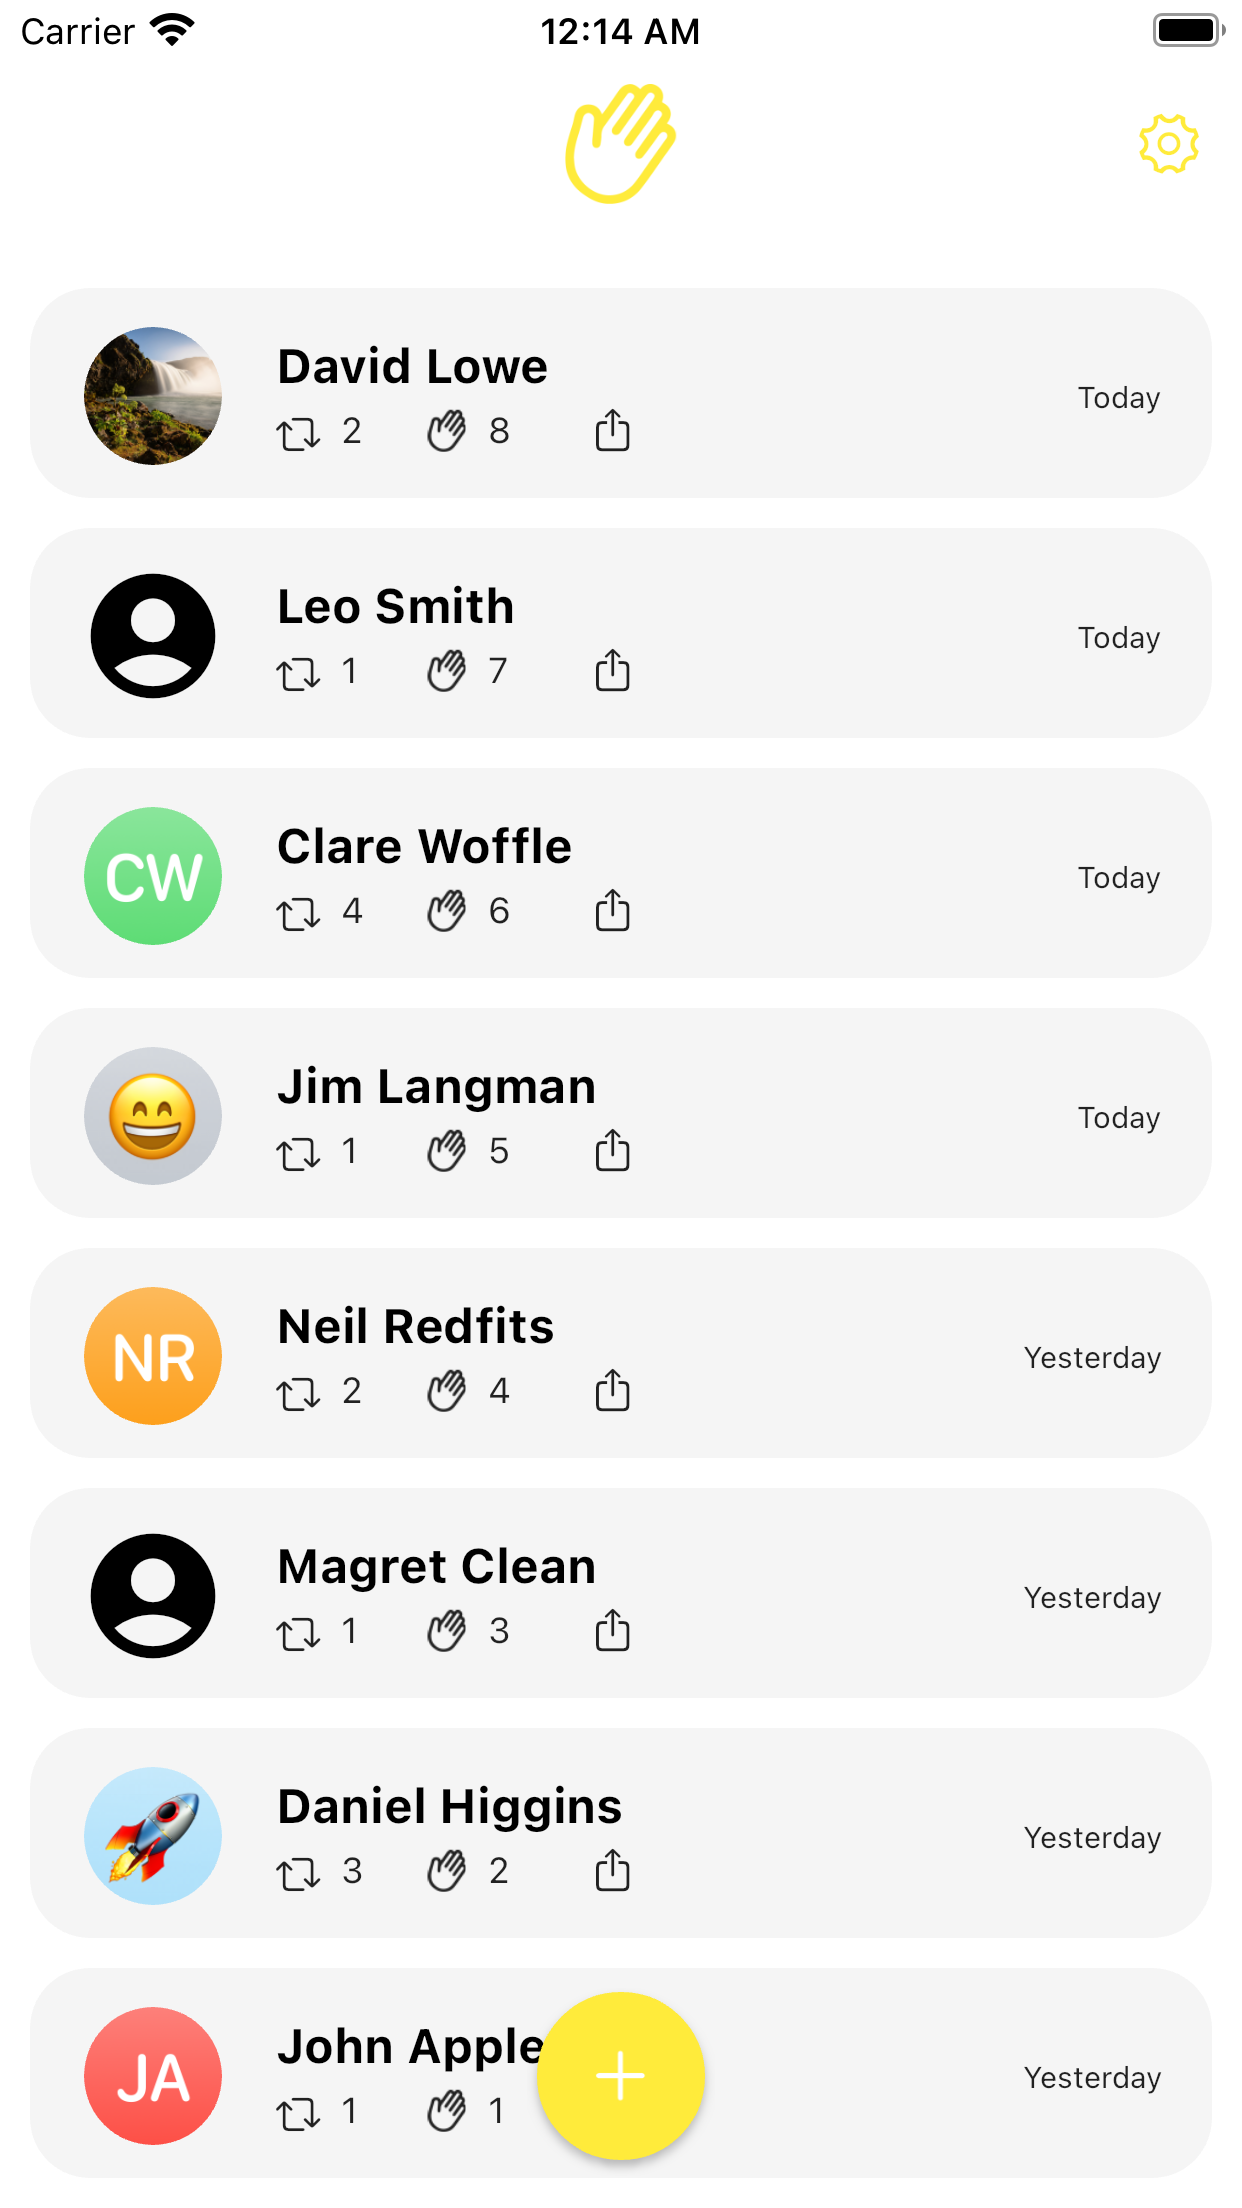 Carrier 12:14 AM
David Lowe
2 8
Today
Leo Smith
1 7
Today
CW
Clare Woffle
4 6
Today
Jim Langman
1 5
Today
NR
Neil Redfits
2 4
Yesterday
Magret Clean
1 3
Yesterday
Daniel Higgins
3 2
Yesterday
JA
John Apple
1 1
Yesterday